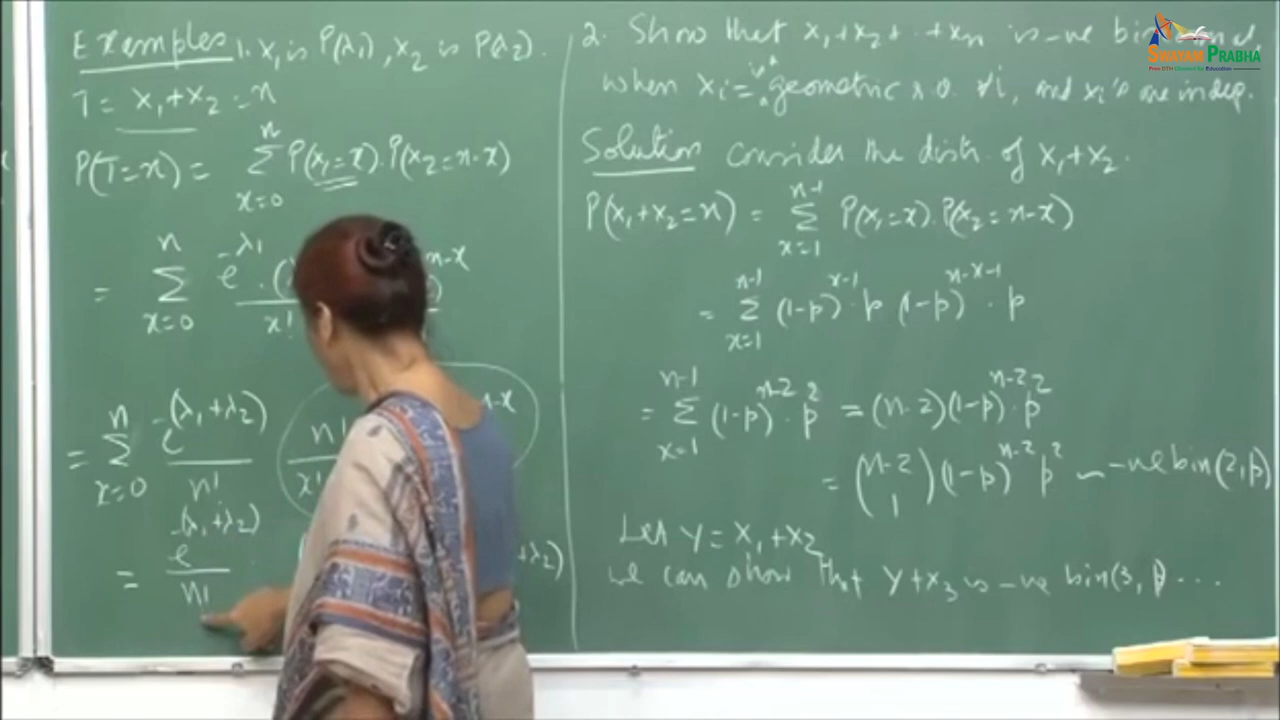 Examples 1. X₁ is P(λ₁), X₂ is P(λ₂).
T = X₁+X₂ = n
P(T=n) = Σ_{x=0}^{n} P(X₁=x).P(X₂=n-x)
= Σ_{x=0}^{n} e^{-λ₁}.( / x! n-x
= Σ_{x=0}^{n} e^{-(λ₁+λ₂)} / n! n! / x! n-x
= e^{-(λ₁+λ₂)} / n! +λ₂)
2. Show that X₁+X₂+..+Xₙ is -ve binomial
when Xᵢ = geometric r.v. ∀i, and Xᵢ's are indep.
Solution Consider the distr. of X₁+X₂.
P(X₁+X₂=n) = Σ_{x=1}^{n-1} P(X₁=x).P(X₂=n-x)
= Σ_{x=1}^{n-1} (1-p)^{x-1}.p (1-p)^{n-x-1}.p
= Σ_{x=1}^{n-1} (1-p)^{n-2}.p² = (n-2)(1-p)^{n-2}.p²
= (n-2 1)(1-p)^{n-2} p² ~ -ve bin(2,p)
Let Y = X₁+X₂
we can show that Y+X₃ is -ve bin(3, p ...
SWAYAM PRABHA